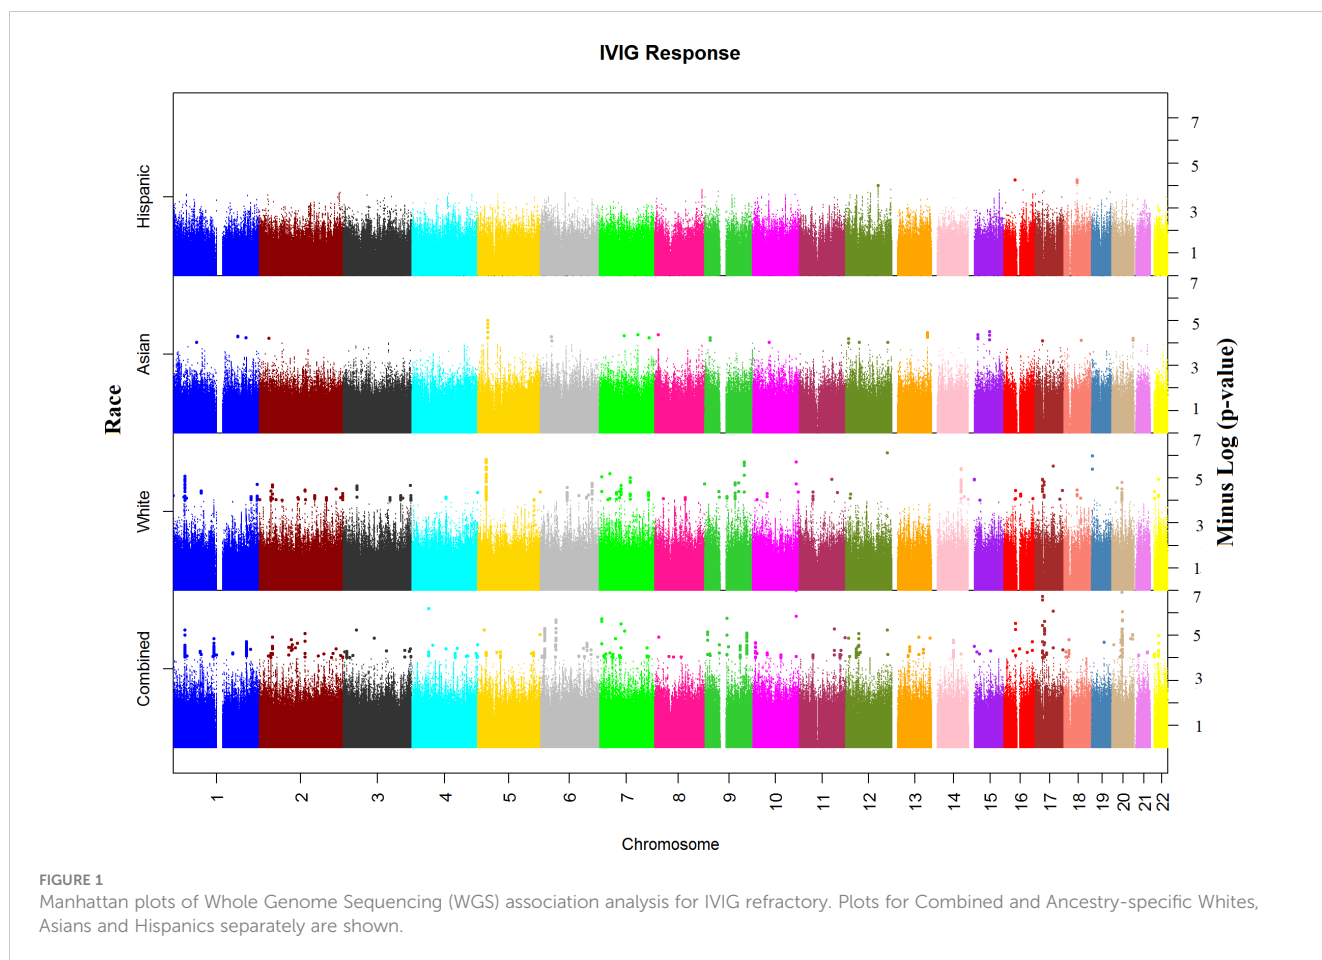 IVIG Response
Race
Hispanic
Asian
White
Combined
7
5
3
1
7
5
3
1
7
5
3
1
7
5
3
1
Minus Log (p-value)
1 2 3 4 5 6 7 8 9 10 11 12 13 14 15 16 17 18 19 20 21 22
Chromosome
FIGURE 1
Manhattan plots of Whole Genome Sequencing (WGS) association analysis for IVIG refractory. Plots for Combined and Ancestry-specific Whites,
Asians and Hispanics separately are shown.